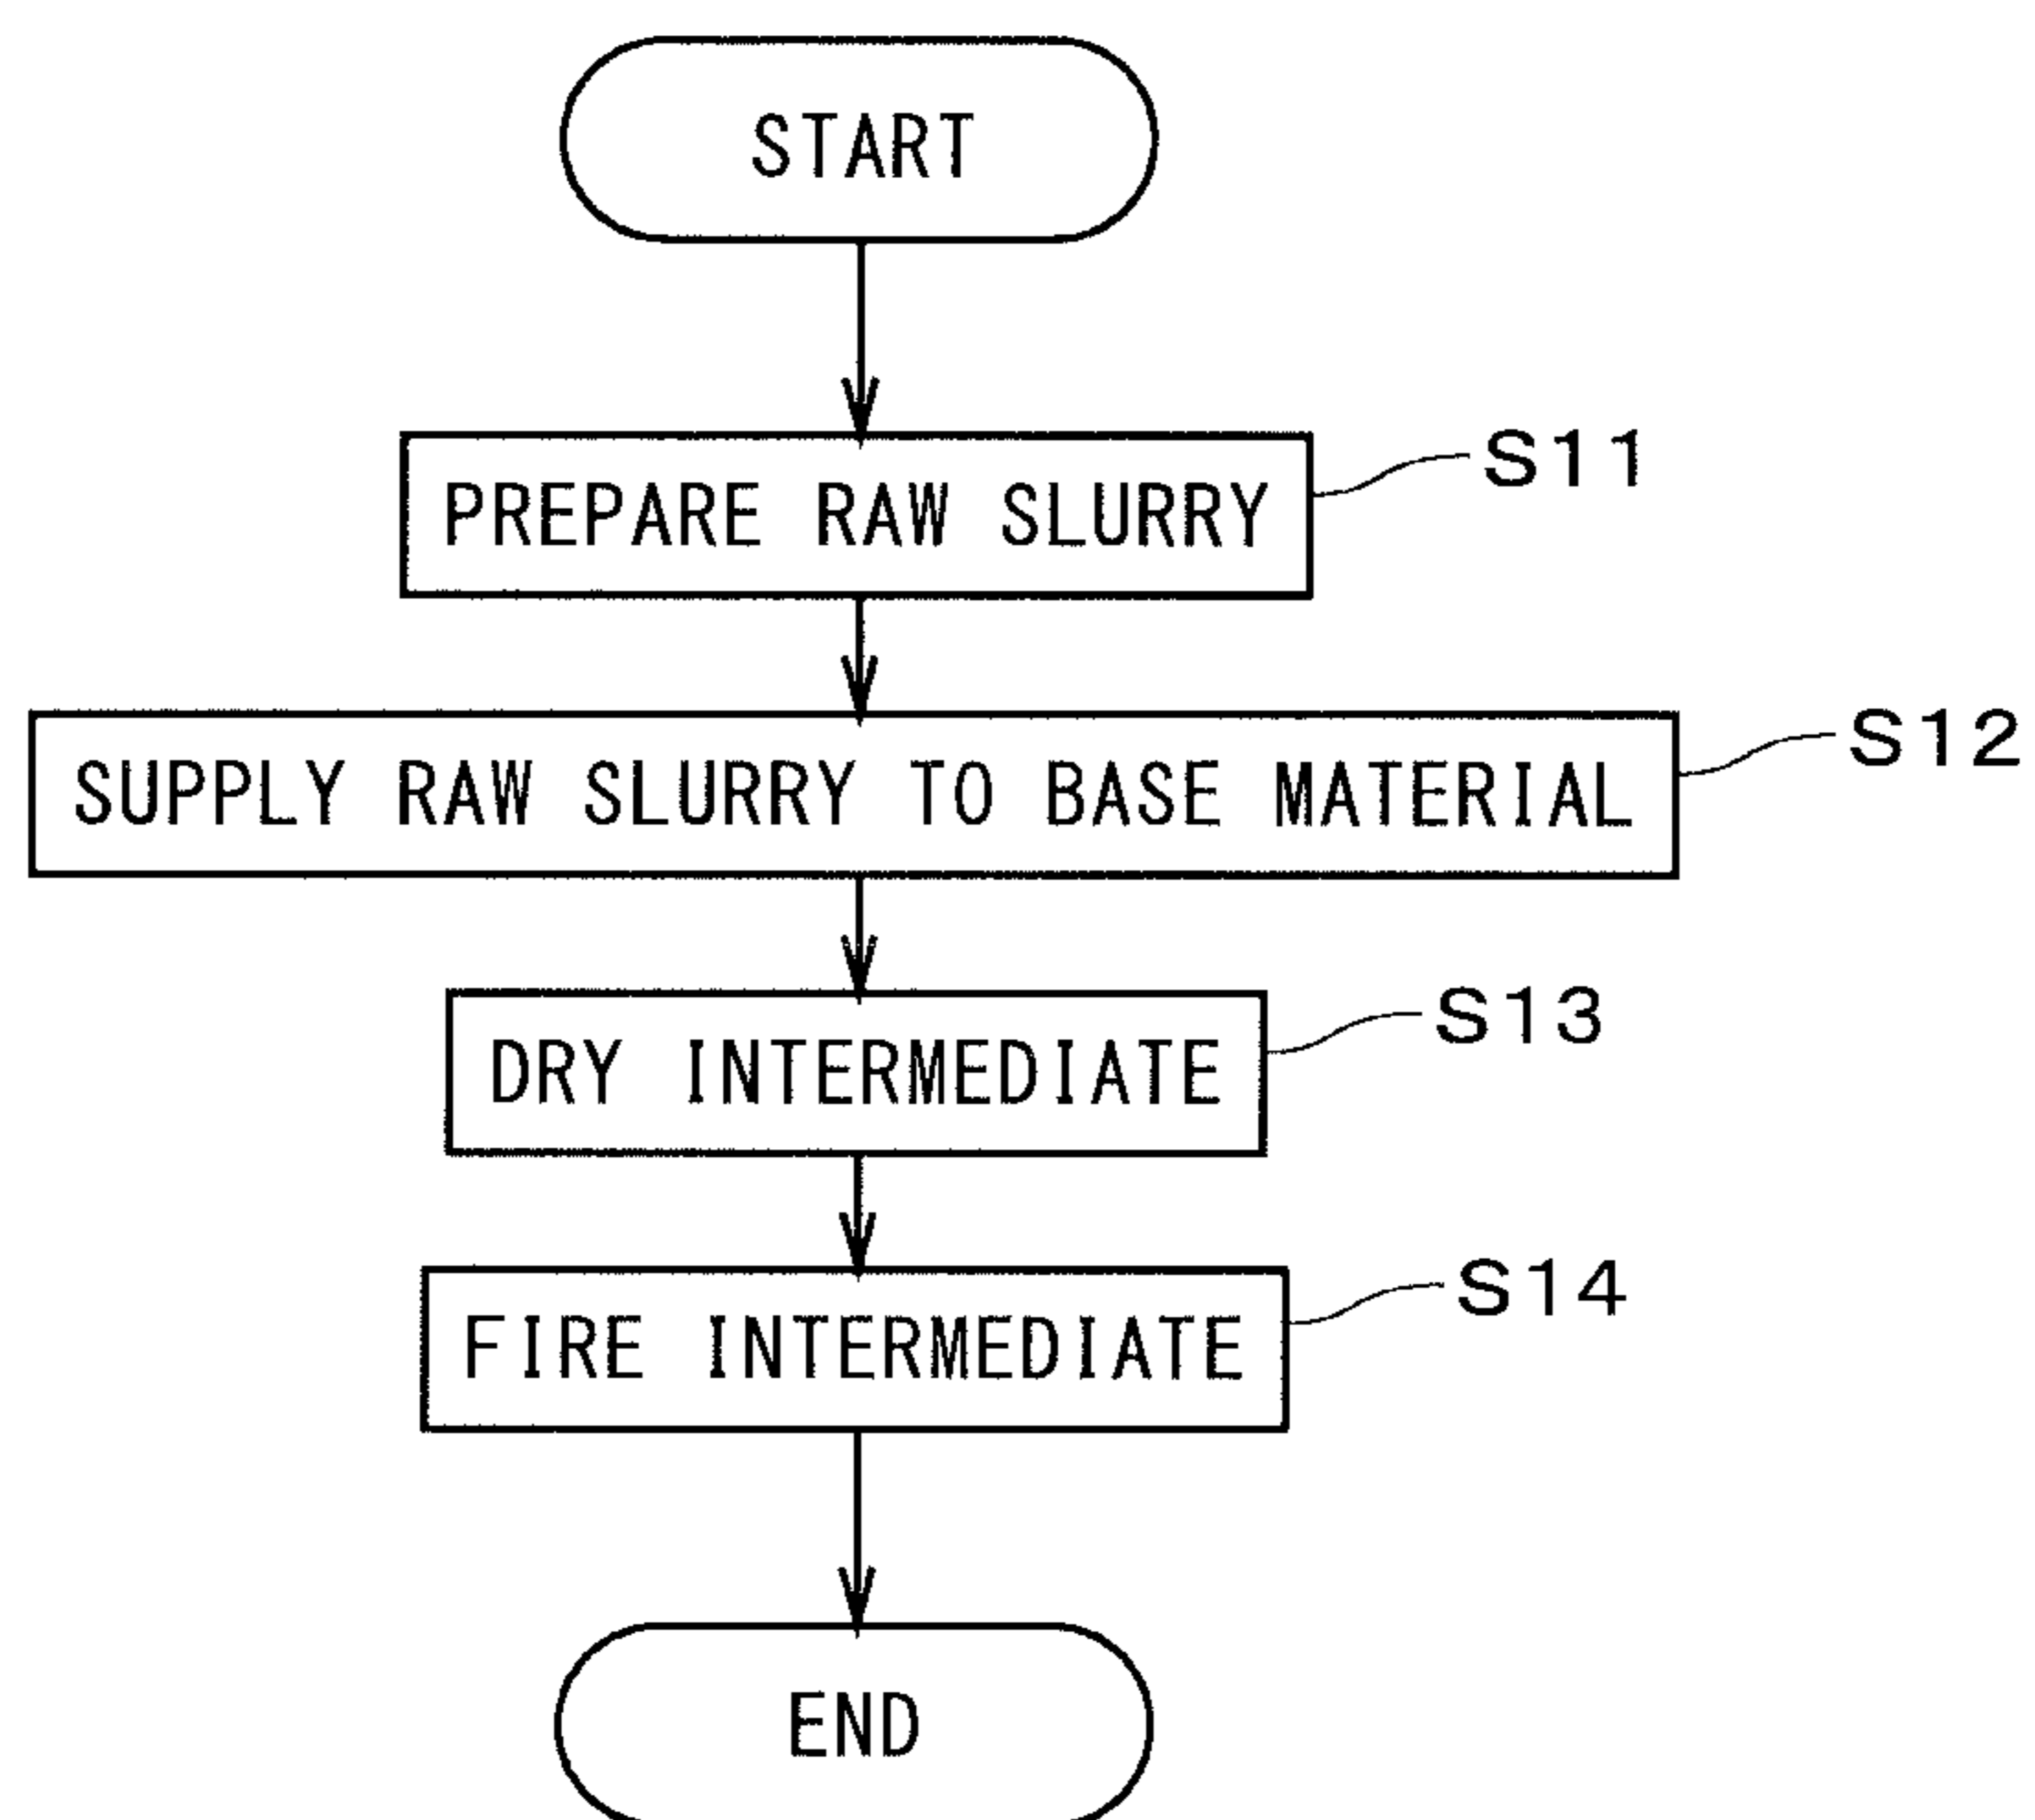 START
PREPARE RAW SLURRY
S11
SUPPLY RAW SLURRY TO BASE MATERIAL
S12
DRY INTERMEDIATE
S13
FIRE INTERMEDIATE
S14
END